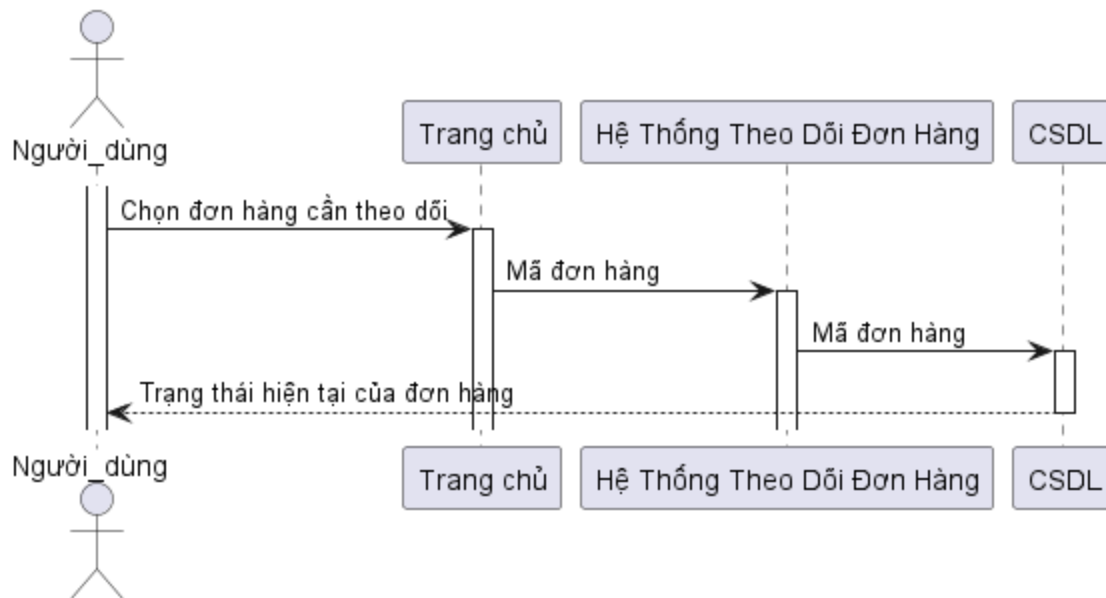 Người_dùng
Trang chủ
Hệ Thống Theo Dõi Đơn Hàng
CSDL
Chọn đơn hàng cần theo dõi
Mã đơn hàng
Mã đơn hàng
Trạng thái hiện tại của đơn hàng
Người_dùng
Trang chủ
Hệ Thống Theo Dõi Đơn Hàng
CSDL